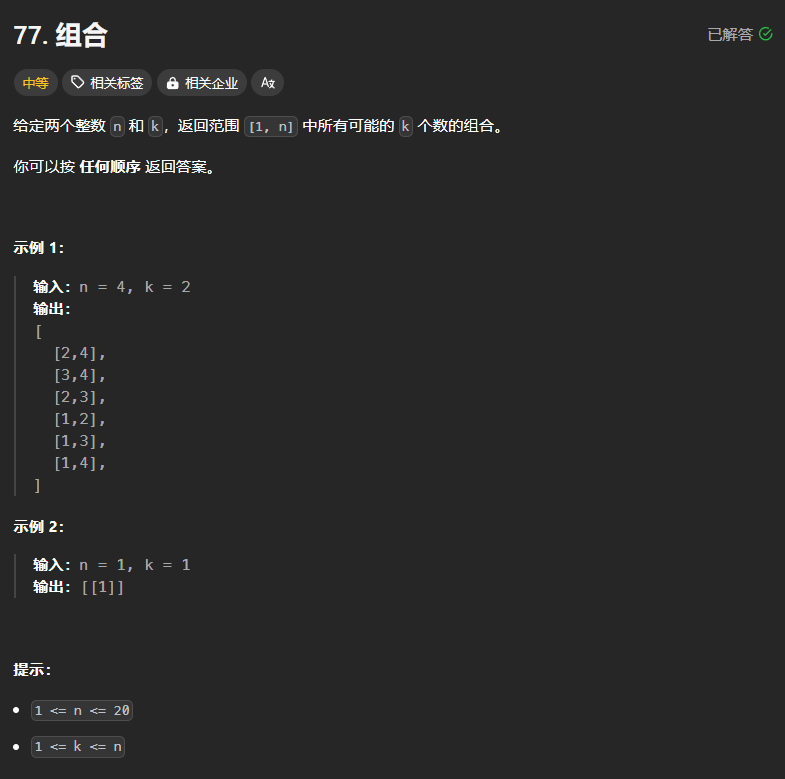 77. 组合
已解答
中等 相关标签 相关企业 Aあ
给定两个整数 n 和 k，返回范围 [1, n] 中所有可能的 k 个数的组合。
你可以按 任何顺序 返回答案。
示例 1：
输入：n = 4, k = 2
输出：
[
[2,4],
[3,4],
[2,3],
[1,2],
[1,3],
[1,4],
]
示例 2：
输入：n = 1, k = 1
输出：[[1]]
提示：
1 <= n <= 20
1 <= k <= n